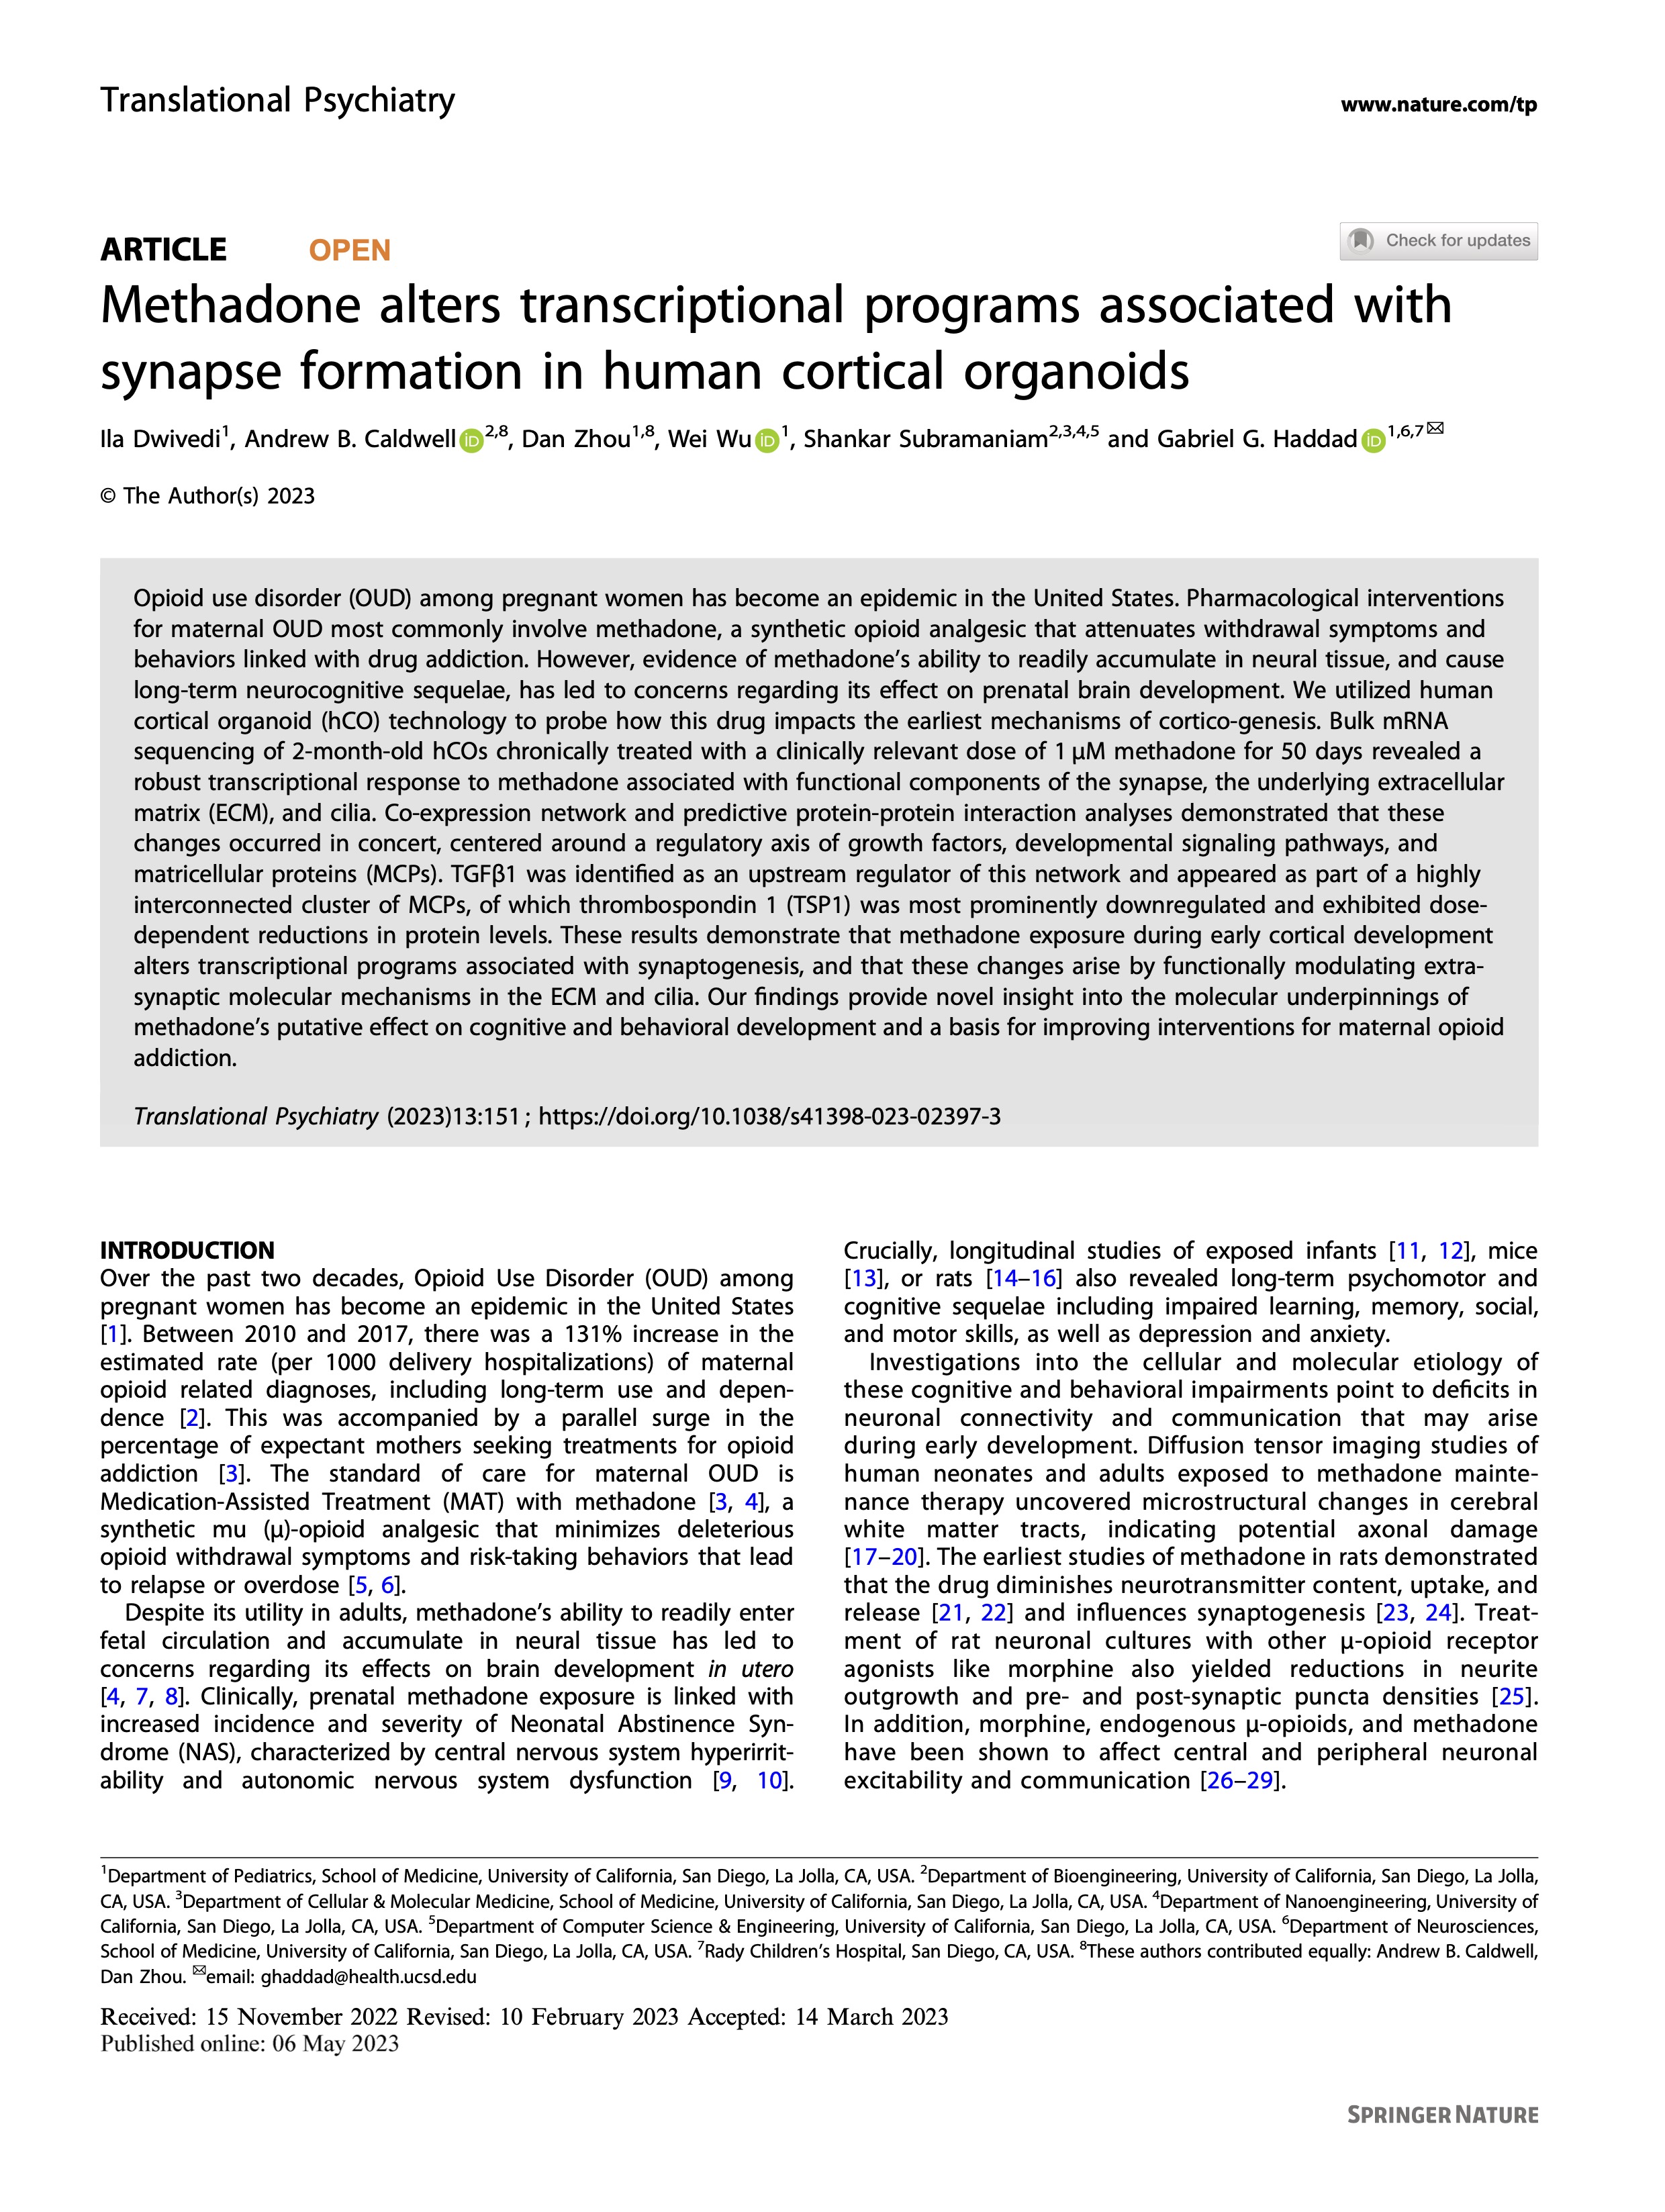 Translational Psychiatry
www.nature.com/tp
ARTICLE OPEN
Check for updates
Methadone alters transcriptional programs associated with
synapse formation in human cortical organoids
Ila Dwivedi1, Andrew B. Caldwell iD 2,8, Dan Zhou1,8, Wei Wu iD 1, Shankar Subramaniam2,3,4,5 and Gabriel G. Haddad iD 1,6,7✉
© The Author(s) 2023
Opioid use disorder (OUD) among pregnant women has become an epidemic in the United States. Pharmacological interventions
for maternal OUD most commonly involve methadone, a synthetic opioid analgesic that attenuates withdrawal symptoms and
behaviors linked with drug addiction. However, evidence of methadone's ability to readily accumulate in neural tissue, and cause
long-term neurocognitive sequelae, has led to concerns regarding its effect on prenatal brain development. We utilized human
cortical organoid (hCO) technology to probe how this drug impacts the earliest mechanisms of cortico-genesis. Bulk mRNA
sequencing of 2-month-old hCOs chronically treated with a clinically relevant dose of 1 μM methadone for 50 days revealed a
robust transcriptional response to methadone associated with functional components of the synapse, the underlying extracellular
matrix (ECM), and cilia. Co-expression network and predictive protein-protein interaction analyses demonstrated that these
changes occurred in concert, centered around a regulatory axis of growth factors, developmental signaling pathways, and
matricellular proteins (MCPs). TGFβ1 was identified as an upstream regulator of this network and appeared as part of a highly
interconnected cluster of MCPs, of which thrombospondin 1 (TSP1) was most prominently downregulated and exhibited dose-
dependent reductions in protein levels. These results demonstrate that methadone exposure during early cortical development
alters transcriptional programs associated with synaptogenesis, and that these changes arise by functionally modulating extra-
synaptic molecular mechanisms in the ECM and cilia. Our findings provide novel insight into the molecular underpinnings of
methadone's putative effect on cognitive and behavioral development and a basis for improving interventions for maternal opioid
addiction.
Translational Psychiatry (2023)13:151 ; https://doi.org/10.1038/s41398-023-02397-3
INTRODUCTION
Over the past two decades, Opioid Use Disorder (OUD) among
pregnant women has become an epidemic in the United States
[1]. Between 2010 and 2017, there was a 131% increase in the
estimated rate (per 1000 delivery hospitalizations) of maternal
opioid related diagnoses, including long-term use and depen-
dence [2]. This was accompanied by a parallel surge in the
percentage of expectant mothers seeking treatments for opioid
addiction [3]. The standard of care for maternal OUD is
Medication-Assisted Treatment (MAT) with methadone [3, 4], a
synthetic mu (μ)-opioid analgesic that minimizes deleterious
opioid withdrawal symptoms and risk-taking behaviors that lead
to relapse or overdose [5, 6].
Despite its utility in adults, methadone's ability to readily enter
fetal circulation and accumulate in neural tissue has led to
concerns regarding its effects on brain development in utero
[4, 7, 8]. Clinically, prenatal methadone exposure is linked with
increased incidence and severity of Neonatal Abstinence Syn-
drome (NAS), characterized by central nervous system hyperirrit-
ability and autonomic nervous system dysfunction [9, 10].
Crucially, longitudinal studies of exposed infants [11, 12], mice
[13], or rats [14–16] also revealed long-term psychomotor and
cognitive sequelae including impaired learning, memory, social,
and motor skills, as well as depression and anxiety.
Investigations into the cellular and molecular etiology of
these cognitive and behavioral impairments point to deficits in
neuronal connectivity and communication that may arise
during early development. Diffusion tensor imaging studies of
human neonates and adults exposed to methadone mainte-
nance therapy uncovered microstructural changes in cerebral
white matter tracts, indicating potential axonal damage
[17–20]. The earliest studies of methadone in rats demonstrated
that the drug diminishes neurotransmitter content, uptake, and
release [21, 22] and influences synaptogenesis [23, 24]. Treat-
ment of rat neuronal cultures with other μ-opioid receptor
agonists like morphine also yielded reductions in neurite
outgrowth and pre- and post-synaptic puncta densities [25].
In addition, morphine, endogenous μ-opioids, and methadone
have been shown to affect central and peripheral neuronal
excitability and communication [26–29].
1Department of Pediatrics, School of Medicine, University of California, San Diego, La Jolla, CA, USA. 2Department of Bioengineering, University of California, San Diego, La Jolla,
CA, USA. 3Department of Cellular & Molecular Medicine, School of Medicine, University of California, San Diego, La Jolla, CA, USA. 4Department of Nanoengineering, University of
California, San Diego, La Jolla, CA, USA. 5Department of Computer Science & Engineering, University of California, San Diego, La Jolla, CA, USA. 6Department of Neurosciences,
School of Medicine, University of California, San Diego, La Jolla, CA, USA. 7Rady Children's Hospital, San Diego, CA, USA. 8These authors contributed equally: Andrew B. Caldwell,
Dan Zhou. ✉email: ghaddad@health.ucsd.edu
Received: 15 November 2022 Revised: 10 February 2023 Accepted: 14 March 2023
Published online: 06 May 2023
SPRINGER NATURE